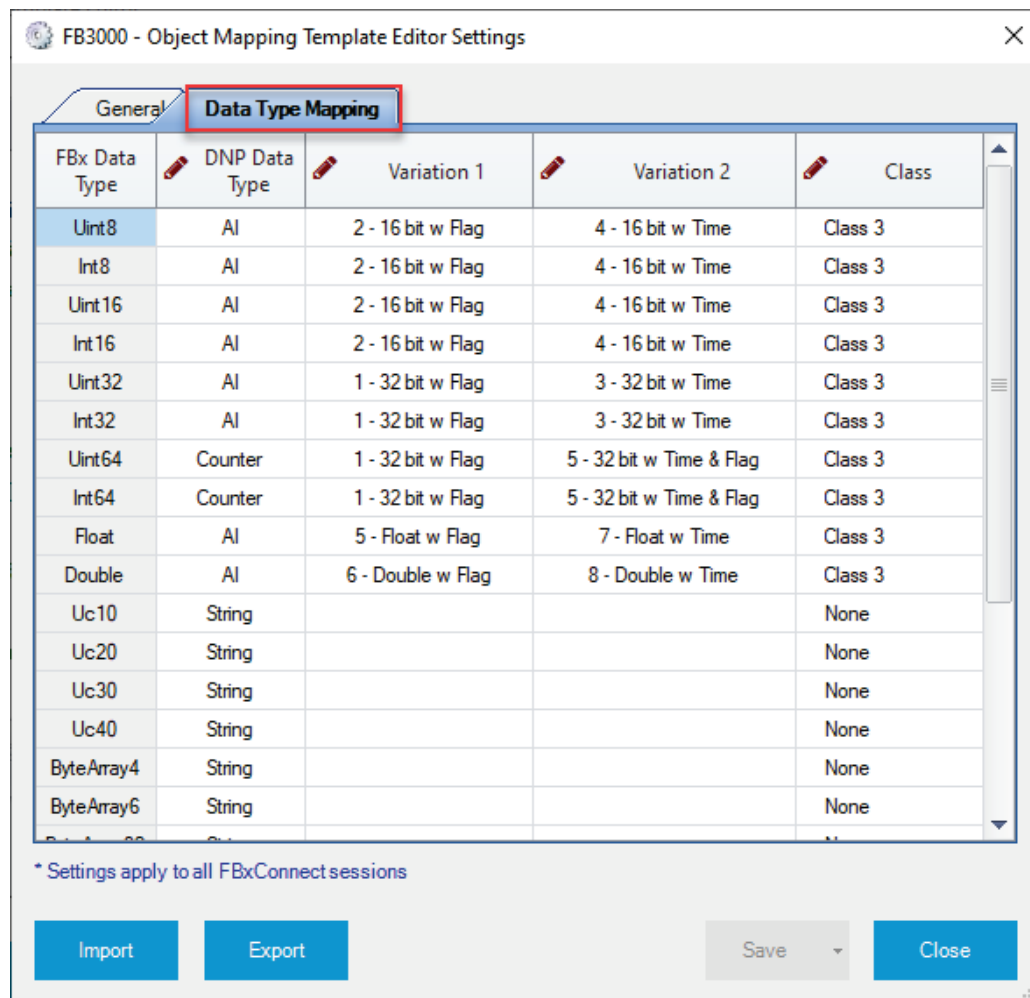 FB3000 - Object Mapping Template Editor Settings
General Data Type Mapping
FBx Data Type DNP Data Type Variation 1 Variation 2 Class
Uint8 AI 2 - 16 bit w Flag 4 - 16 bit w Time Class 3
Int8 AI 2 - 16 bit w Flag 4 - 16 bit w Time Class 3
Uint16 AI 2 - 16 bit w Flag 4 - 16 bit w Time Class 3
Int16 AI 2 - 16 bit w Flag 4 - 16 bit w Time Class 3
Uint32 AI 1 - 32 bit w Flag 3 - 32 bit w Time Class 3
Int32 AI 1 - 32 bit w Flag 3 - 32 bit w Time Class 3
Uint64 Counter 1 - 32 bit w Flag 5 - 32 bit w Time & Flag Class 3
Int64 Counter 1 - 32 bit w Flag 5 - 32 bit w Time & Flag Class 3
Float AI 5 - Float w Flag 7 - Float w Time Class 3
Double AI 6 - Double w Flag 8 - Double w Time Class 3
Uc10 String None
Uc20 String None
Uc30 String None
Uc40 String None
ByteArray4 String None
ByteArray6 String None
* Settings apply to all FBxConnect sessions
Import Export Save Close